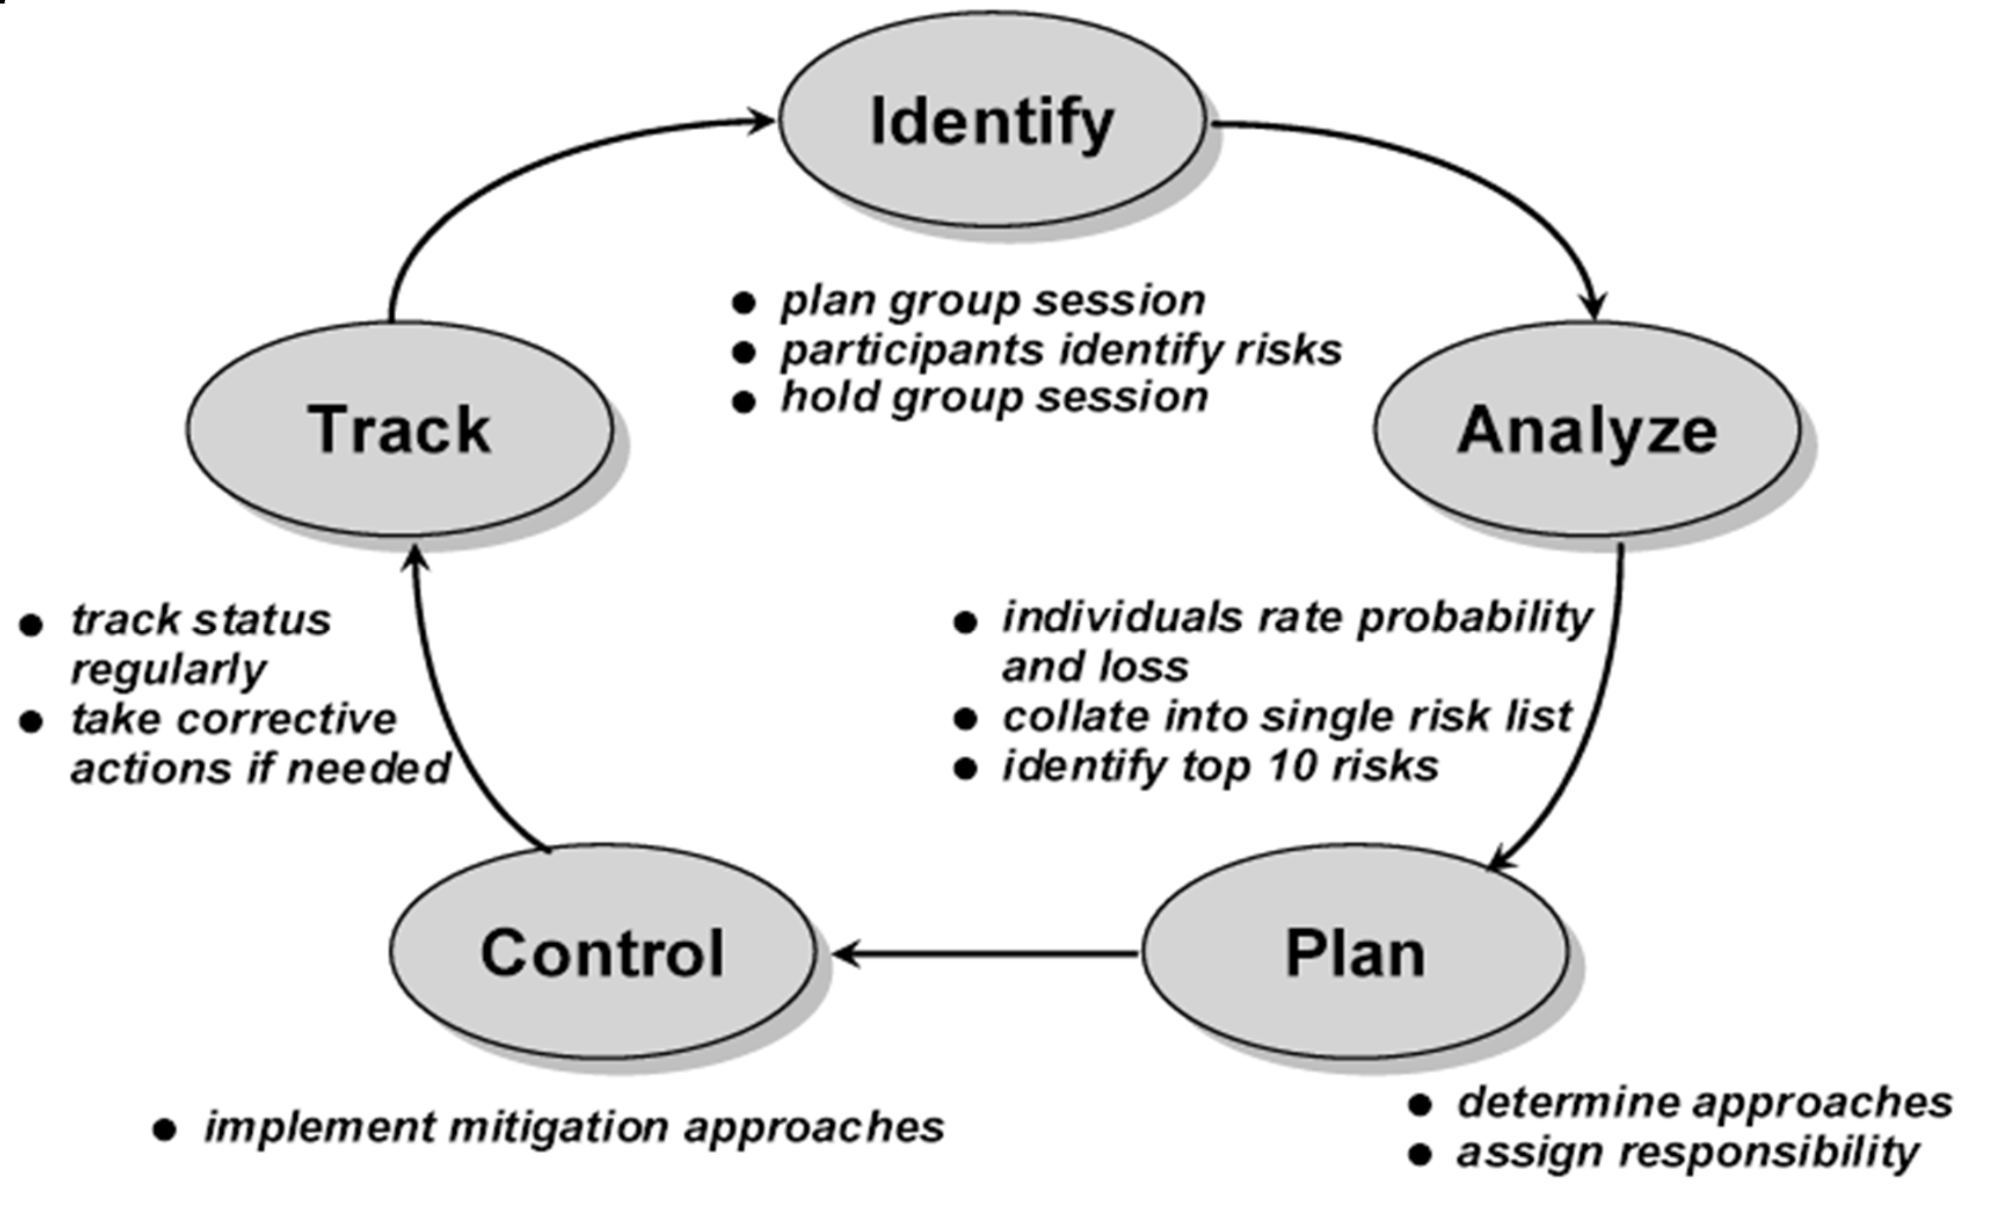 Identify
● plan group session
● participants identify risks
● hold group session
Track
Analyze
● track status
regularly
● take corrective
actions if needed
● individuals rate probability
and loss
● collate into single risk list
● identify top 10 risks
Control
Plan
● implement mitigation approaches
● determine approaches
● assign responsibility